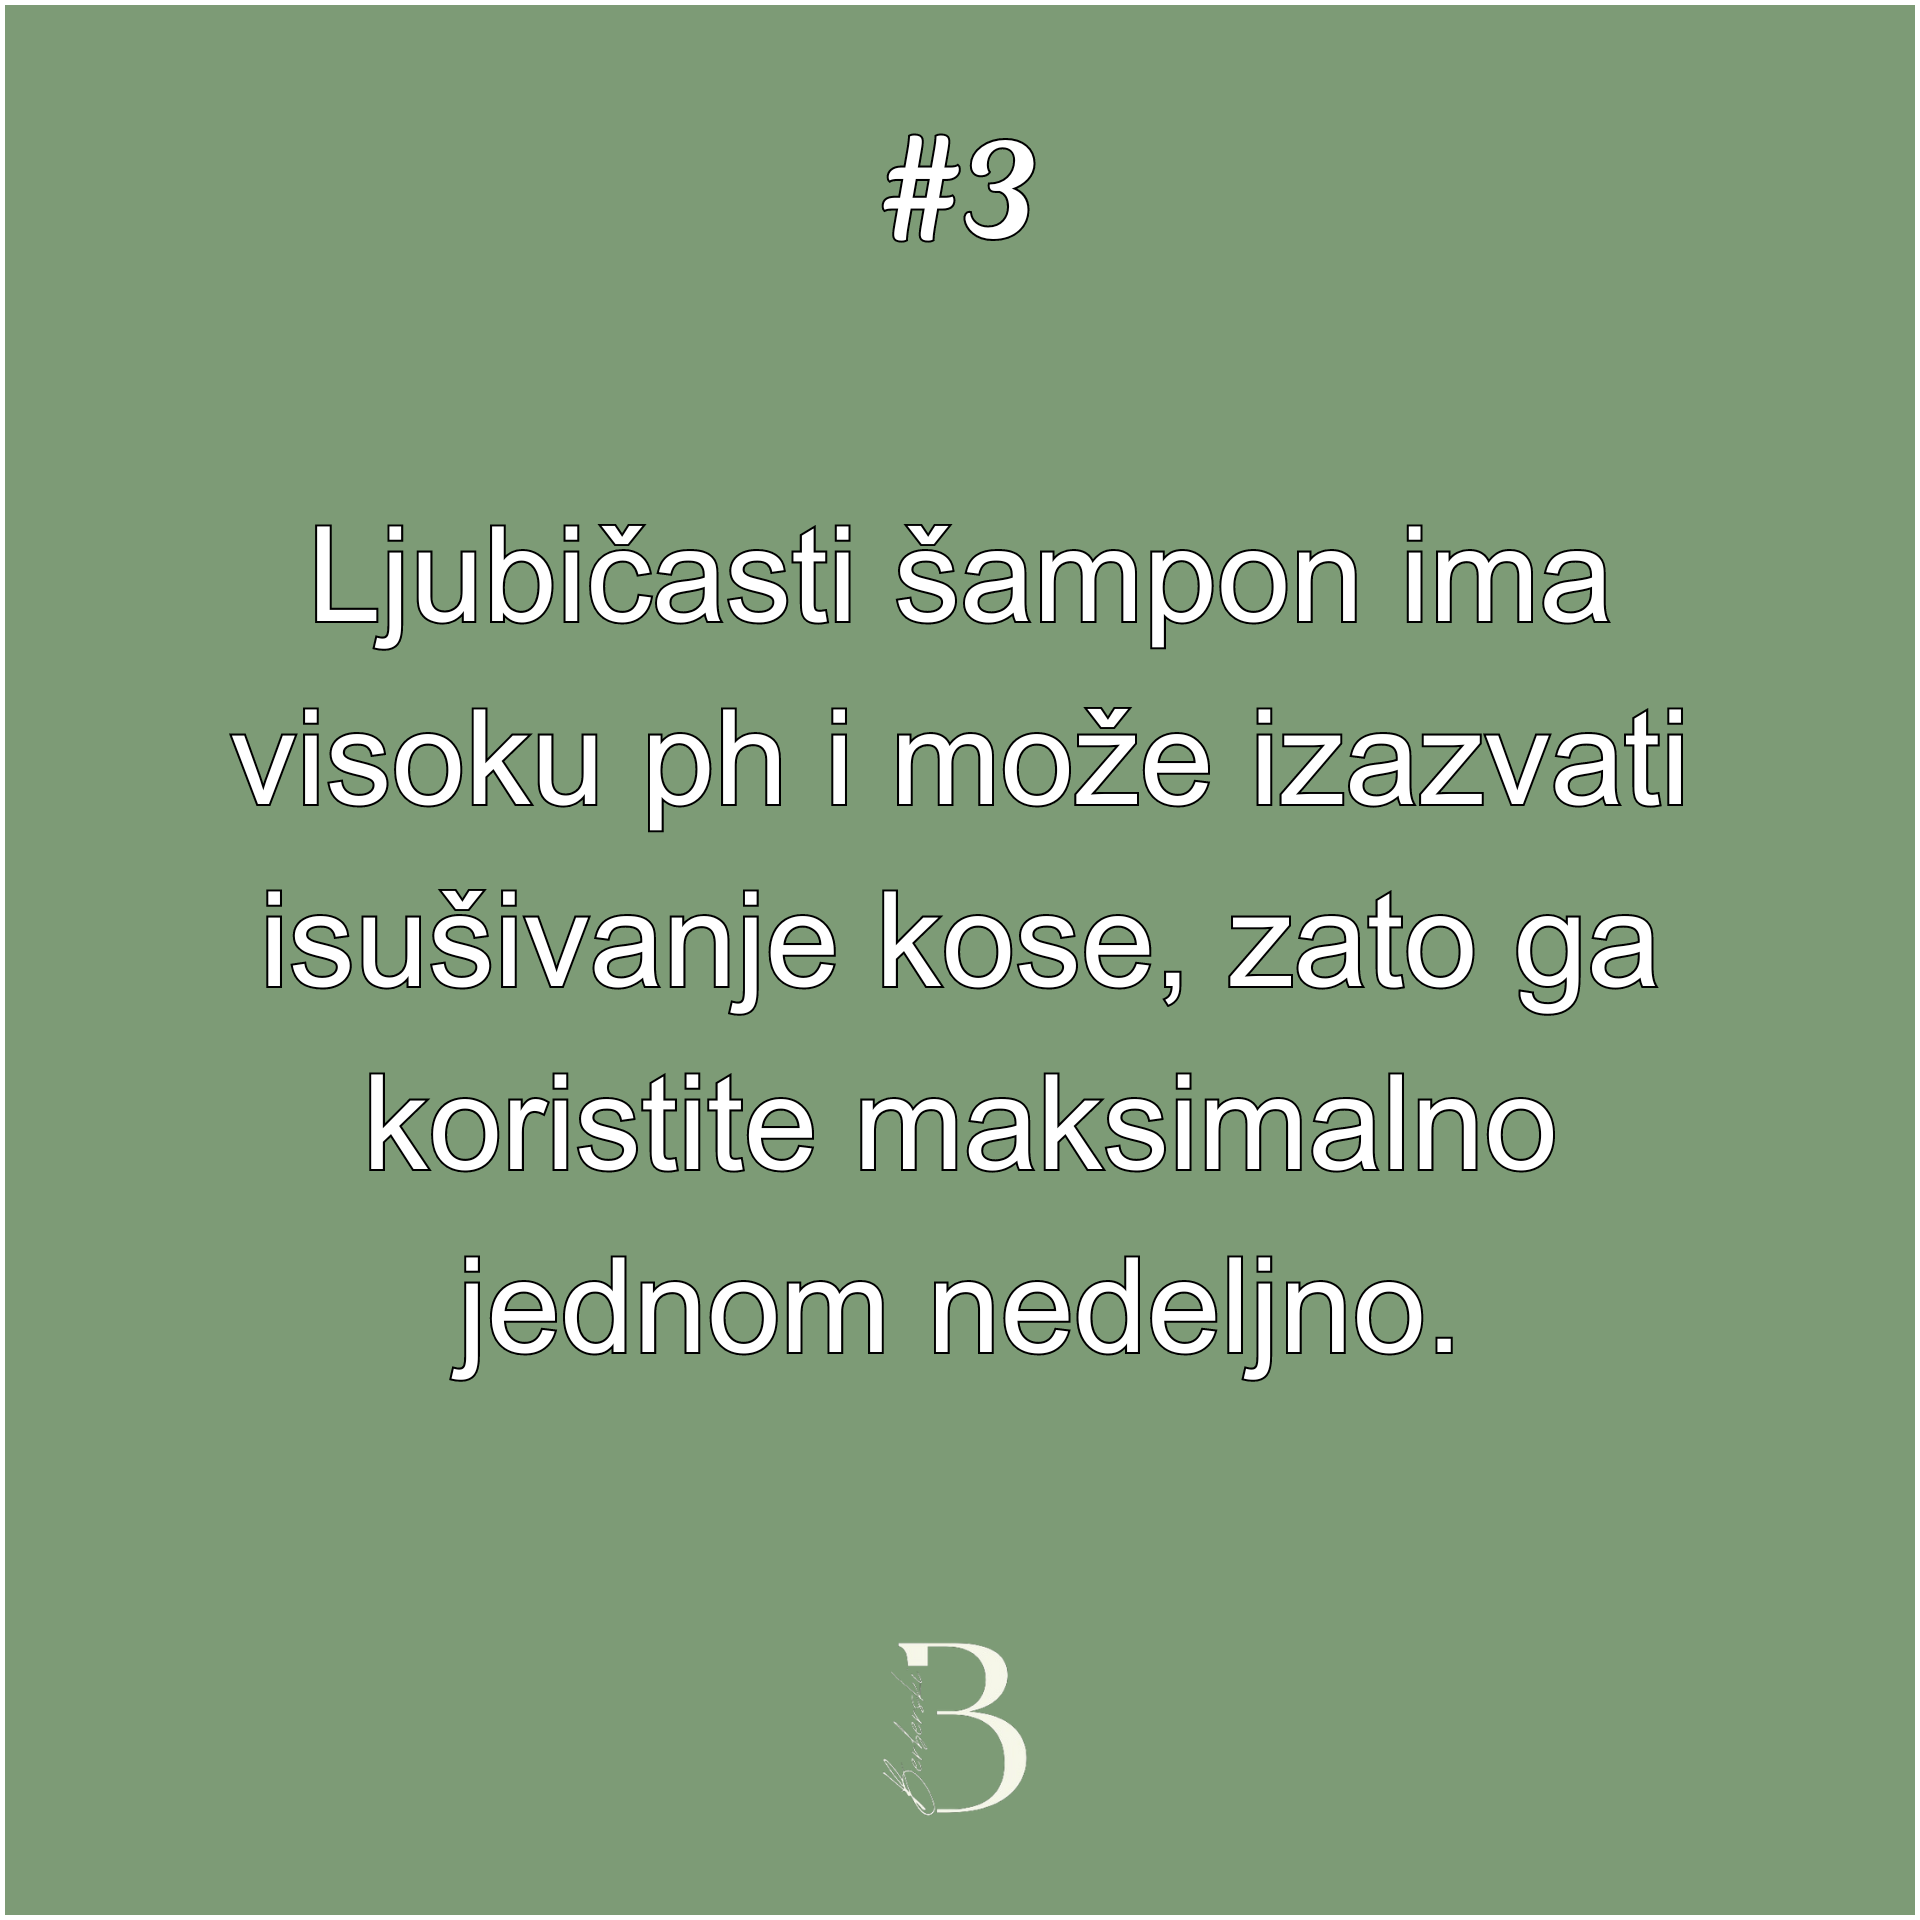 #3
Ljubičasti šampon ima
visoku ph i može izazvati
isušivanje kose, zato ga
koristite maksimalno
jednom nedeljno.
B